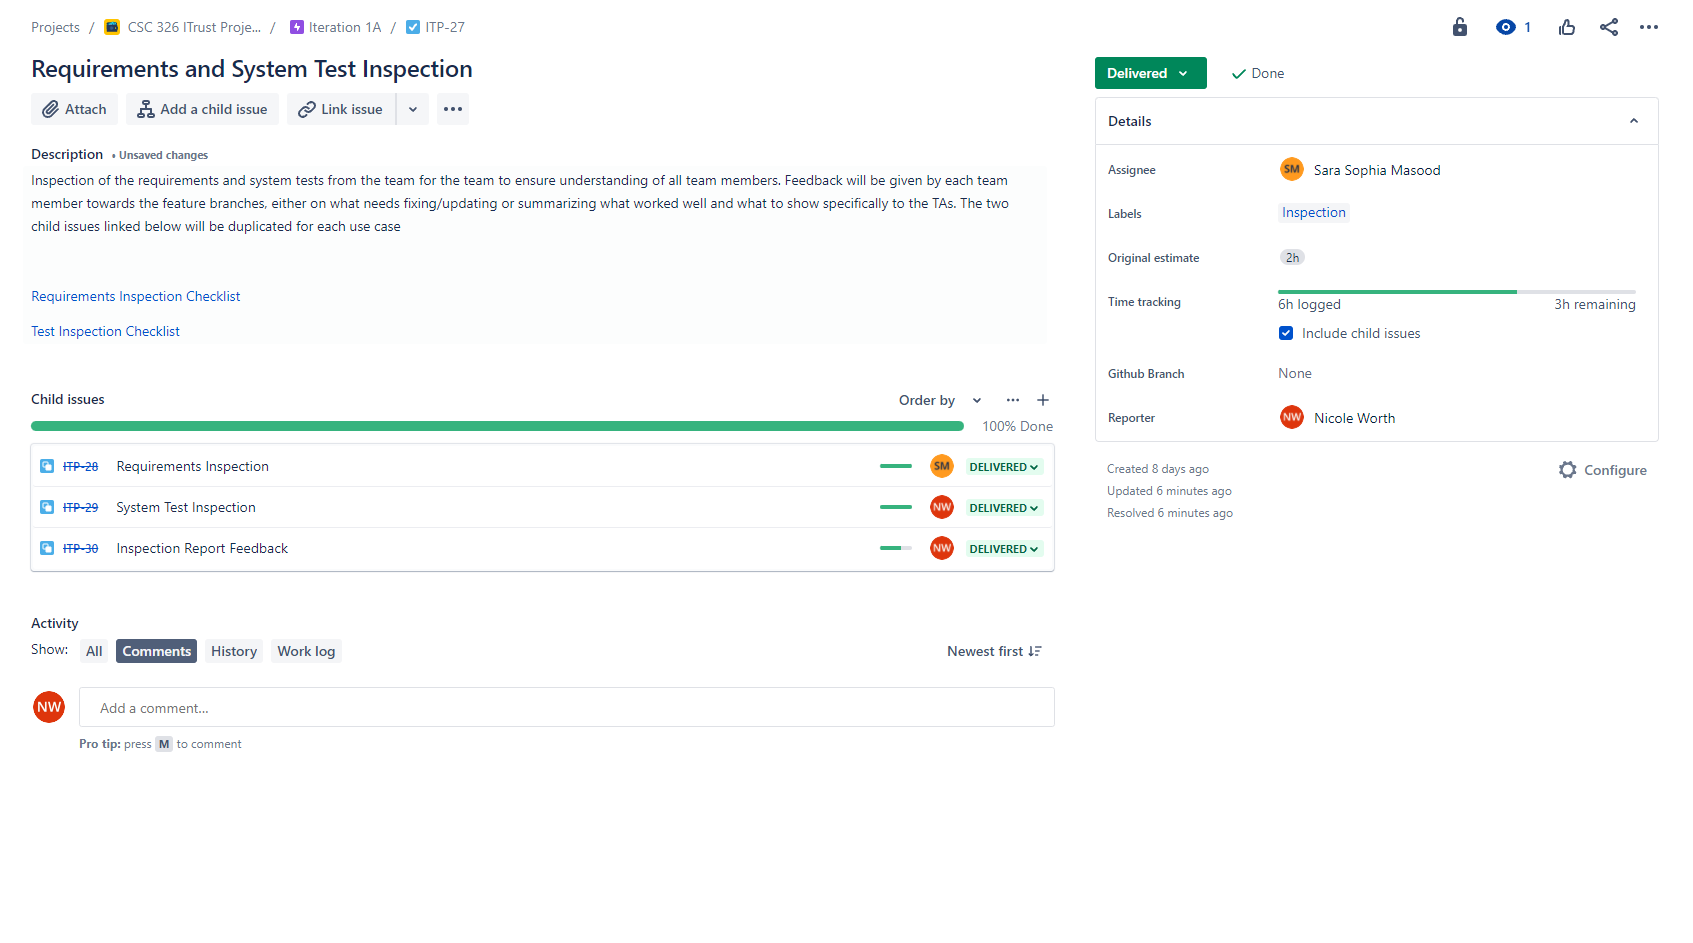 Projects / CSC 326 ITrust Proje... / Iteration 1A / ITP-27
1
Requirements and System Test Inspection
Delivered
Done
Attach
Add a child issue
Link issue
Details
Description • Unsaved changes
Inspection of the requirements and system tests from the team for the team to ensure understanding of all team members. Feedback will be given by each team
member towards the feature branches, either on what needs fixing/updating or summarizing what worked well and what to show specifically to the TAs. The two
child issues linked below will be duplicated for each use case
Requirements Inspection Checklist
Test Inspection Checklist
Assignee SM Sara Sophia Masood
Labels Inspection
Original estimate 2h
Time tracking
6h logged 3h remaining
Include child issues
Github Branch None
Reporter NW Nicole Worth
Created 8 days ago
Updated 6 minutes ago
Resolved 6 minutes ago
Configure
Child issues
Order by
100% Done
ITP-28 Requirements Inspection SM DELIVERED
ITP-29 System Test Inspection NW DELIVERED
ITP-30 Inspection Report Feedback NW DELIVERED
Activity
Show: All Comments History Work log
Newest first
NW
Add a comment...
Pro tip: press M to comment